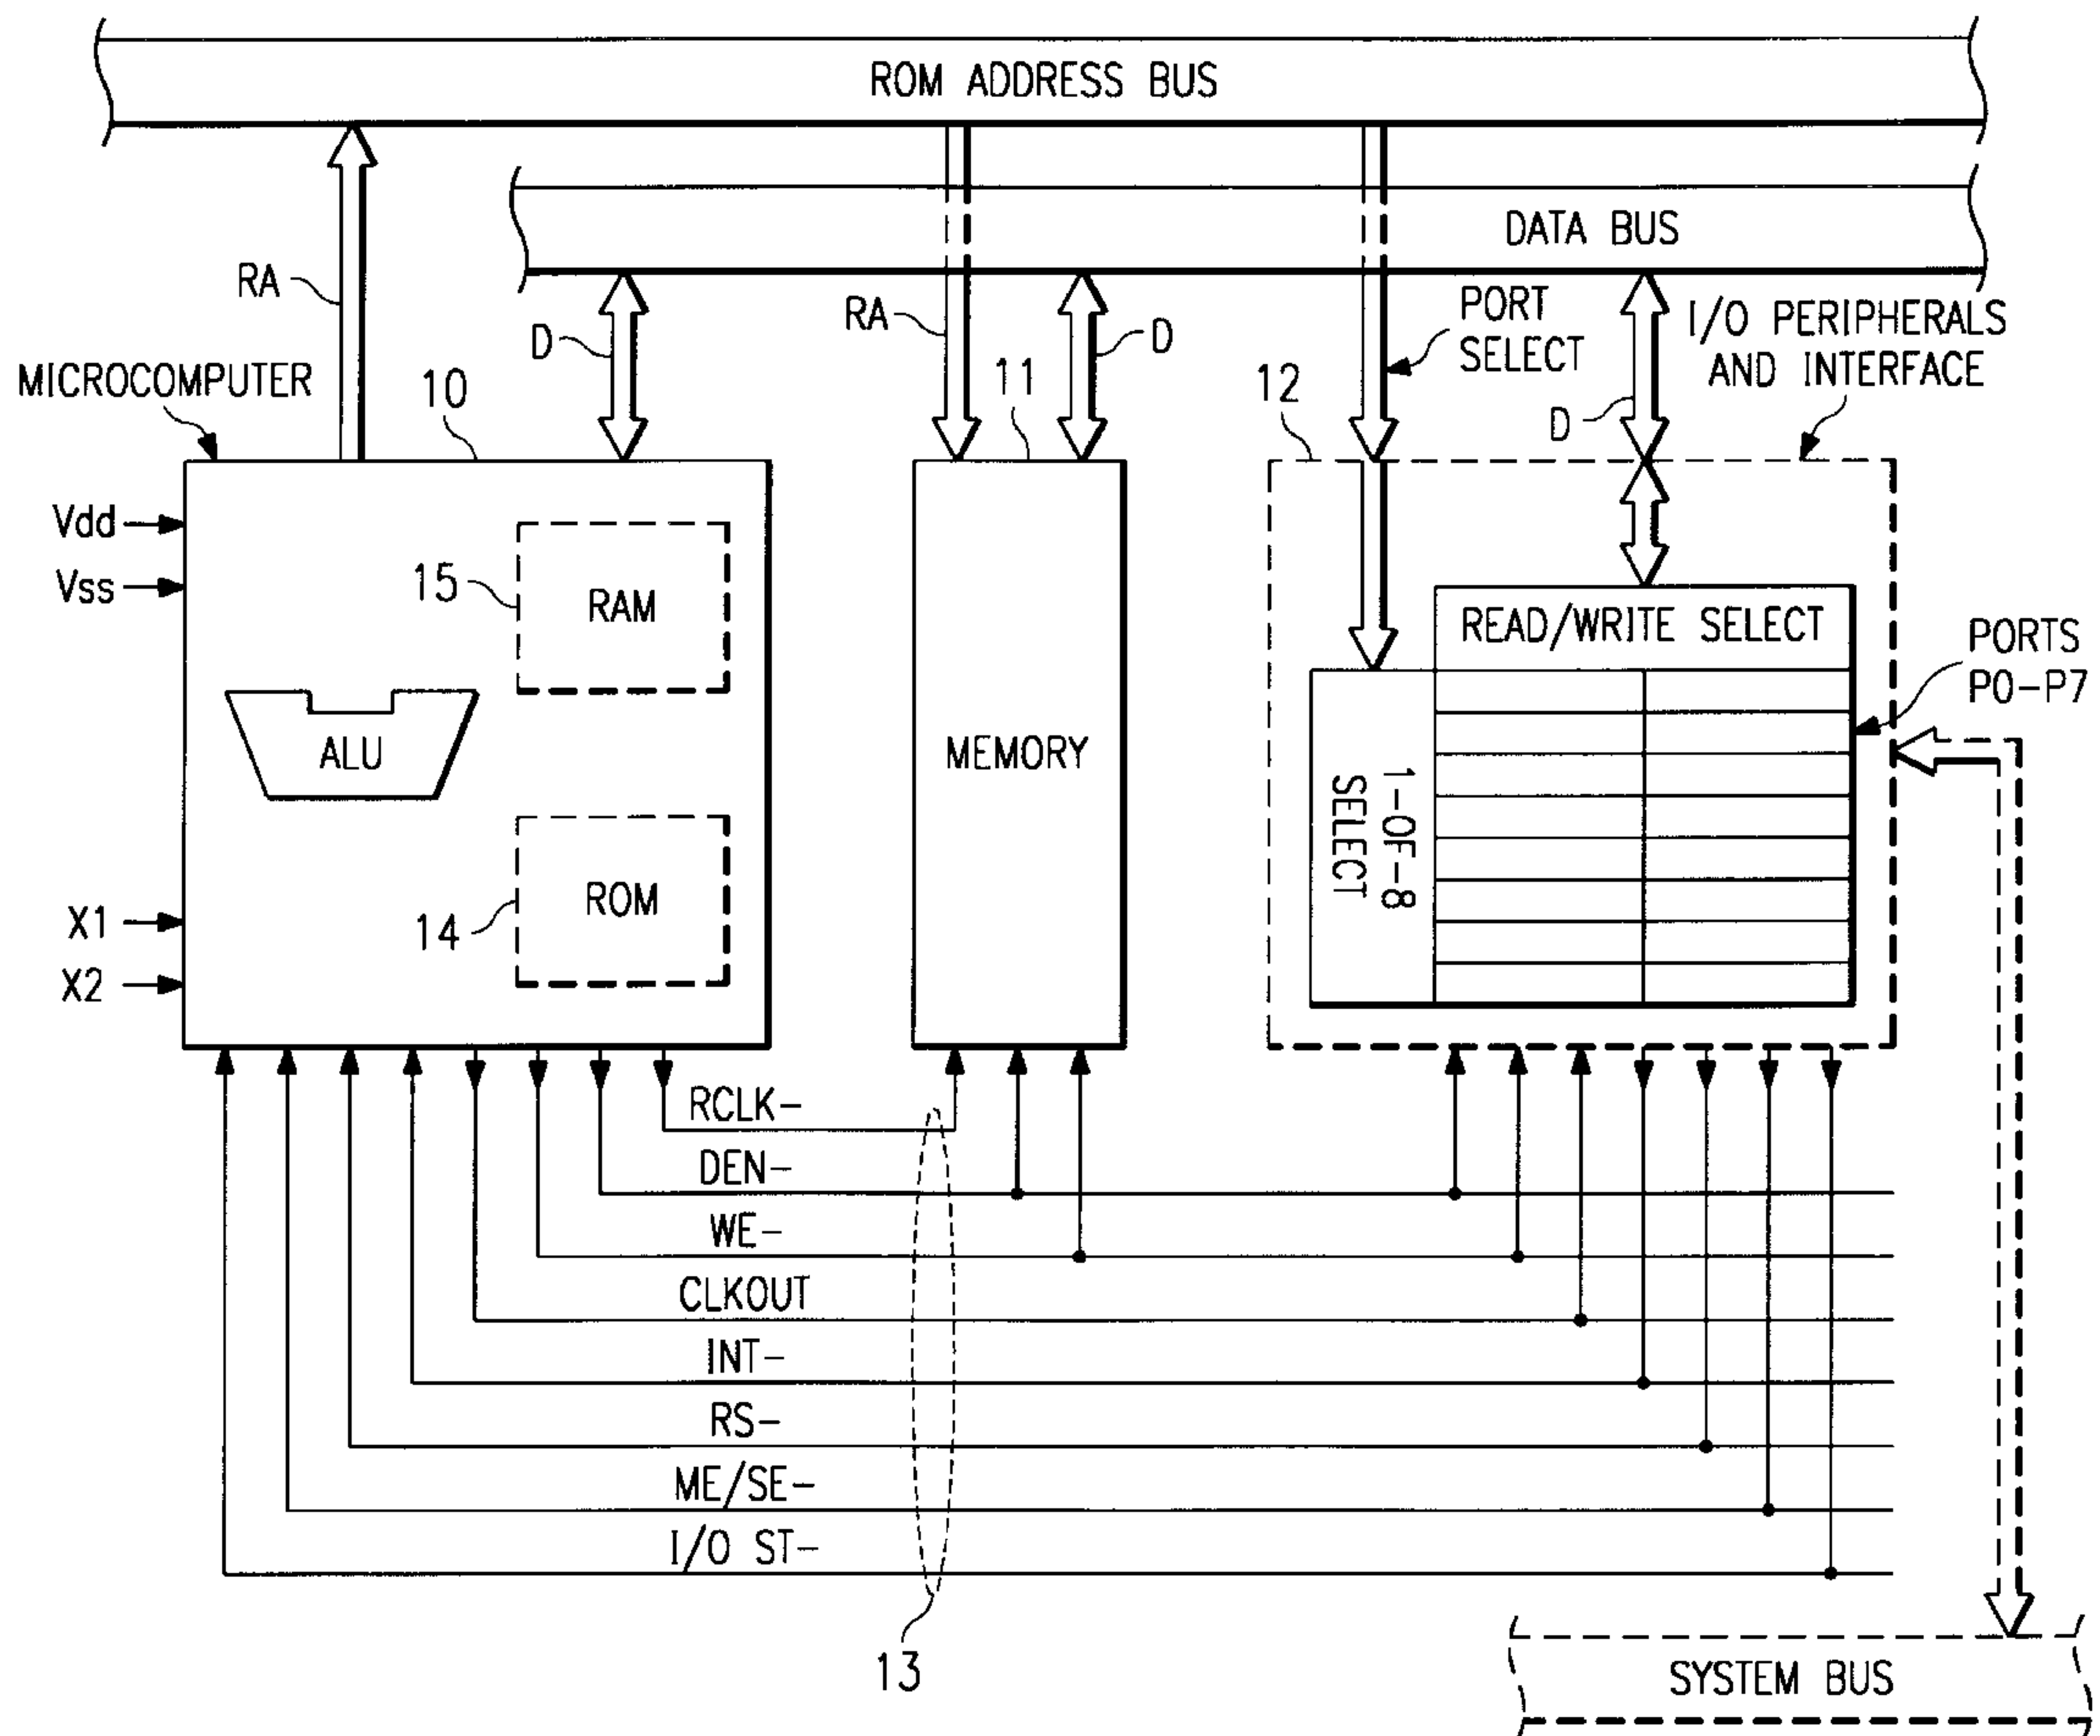 ROM ADDRESS BUS
DATA BUS
RA
D
RA
D
PORT
SELECT
I/O PERIPHERALS
AND INTERFACE
D
MICROCOMPUTER
10
11
12
Vdd
Vss
15
RAM
READ/WRITE SELECT
PORTS
P0-P7
ALU
MEMORY
1-OF-8
SELECT
X1
14
ROM
X2
RCLK-
DEN-
WE-
CLKOUT
INT-
RS-
ME/SE-
I/O ST-
13
SYSTEM BUS